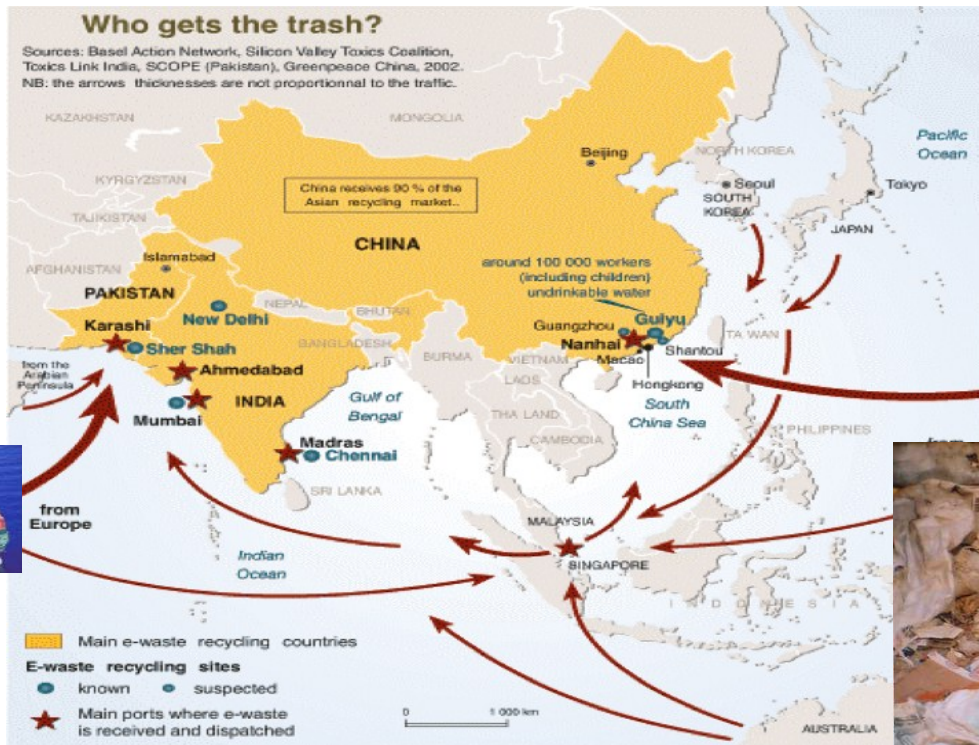 Who gets the trash?
Sources: Basel Action Network, Silicon Valley Toxics Coalition,
Toxics Link India, SCOPE (Pakistan), Greenpeace China, 2002.
NB: the arrows thicknesses are not proportionnal to the traffic.
KAZAKHSTAN
MONGOLIA
Pacific
Ocean
Beijing
NORTH KOREA
KYRGYZSTAN
China receives 90 % of the
Asian recycling market..
Seoul
SOUTH
KOREA
Tokyo
TAJIKISTAN
JAPAN
CHINA
Islamabad
around 100 000 workers
(including children)
undrinkable water
AFGHANISTAN
PAKISTAN
NEPAL
BHUTAN
New Delhi
Guiyu
Karashi
Guangzhou
TA WAN
Sher Shah
BANGLADESH
Nanhai
Shantou
BURMA
VIETNAM
Macao
from the
Arabian
Peninsula
Ahmedabad
LAOS
Hongkong
INDIA
Gulf of
Bengal
South
China Sea
Mumbai
THA LAND
PHILIPPINES
Madras
Chennai
CAMBODIA
SRI LANKA
from
Europe
MALAYSIA
SINGAPORE
Indian
Ocean
INDONESIA
Main e-waste recycling countries
E-waste recycling sites
known
suspected
Main ports where e-waste
is received and dispatched
0
1 000 km
AUSTRALIA